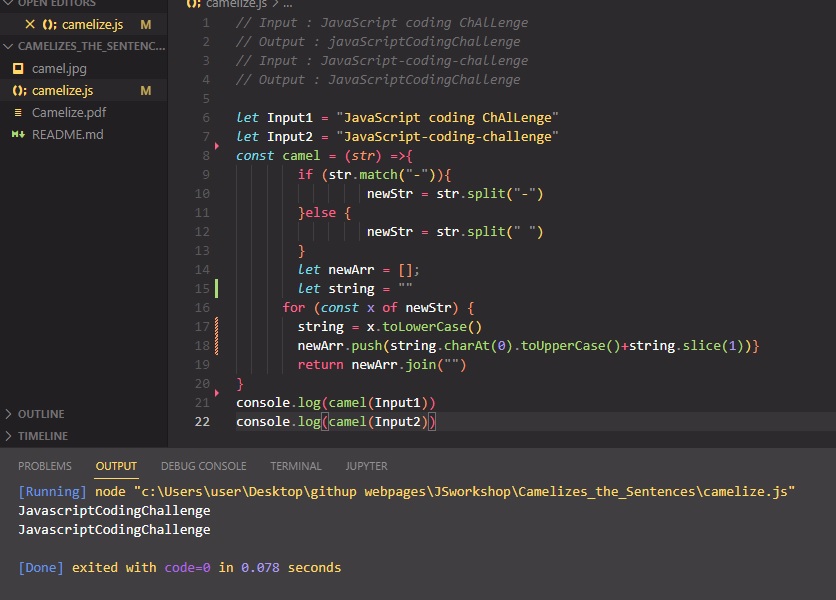 OPEN EDITORS
camelize.js M
CAMELIZES_THE_SENTENC...
camel.jpg
camelize.js M
Camelize.pdf
README.md
OUTLINE
TIMELINE
camelize.js > ...
1 // Input : JavaScript coding ChAlLenge
2 // Output : javaScriptCodingChallenge
3 // Input : JavaScript-coding-challenge
4 // Output : JavaScriptCodingChallenge
5
6 let Input1 = "JavaScript coding ChAlLenge"
7 let Input2 = "JavaScript-coding-challenge"
8 const camel = (str) =>{
9 if (str.match("-")){
10 newStr = str.split("-")
11 }else {
12 newStr = str.split(" ")
13 }
14 let newArr = [];
15 let string = ""
16 for (const x of newStr) {
17 string = x.toLowerCase()
18 newArr.push(string.charAt(0).toUpperCase()+string.slice(1))}
19 return newArr.join("")
20 }
21 console.log(camel(Input1))
22 console.log(camel(Input2))
PROBLEMS OUTPUT DEBUG CONSOLE TERMINAL JUPYTER
[Running] node "c:\Users\user\Desktop\githup webpages\JSworkshop\Camelizes_the_Sentences\camelize.js"
JavascriptCodingChallenge
JavascriptCodingChallenge
[Done] exited with code=0 in 0.078 seconds